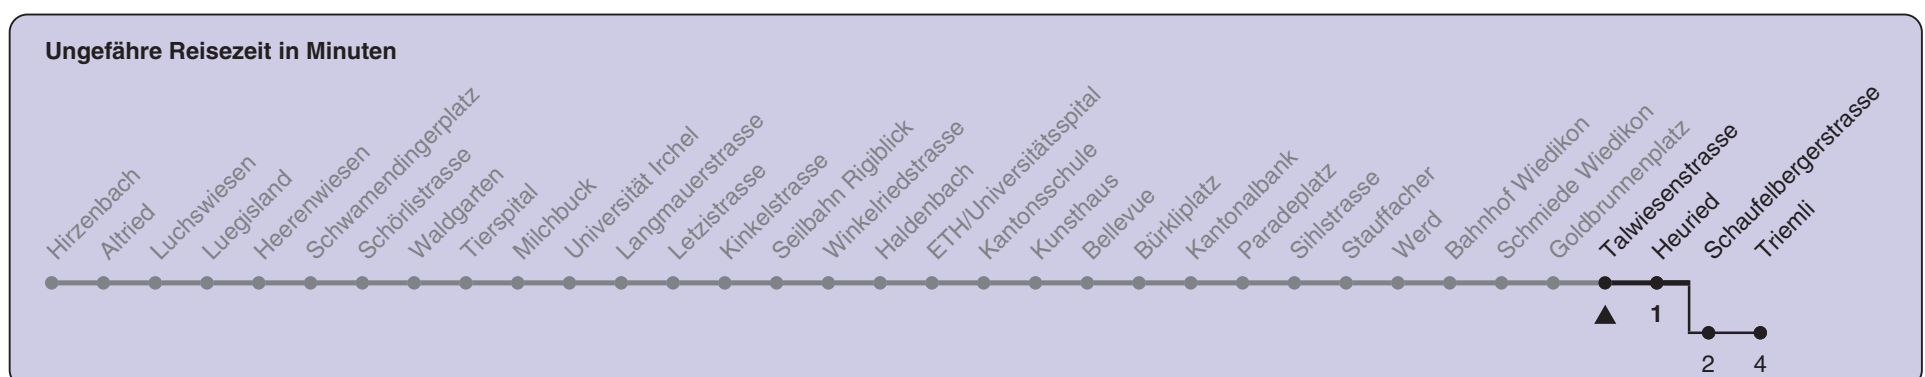 Ungefähre Reisezeit in Minuten
Hirzenbach
Altried
Luchswiesen
Luegisland
Heerenwiesen
Schwamendingerplatz
Schörlistrasse
Waldgarten
Tierspital
Milchbuck
Universität Irchel
Langmauerstrasse
Letzistrasse
Kinkelstrasse
Seilbahn Rigiblick
Winkelriedstrasse
Haldenbach
ETH/Universitätsspital
Kantonsschule
Kunsthaus
Bellevue
Bürkliplatz
Kantonalbank
Paradeplatz
Sihlstrasse
Stauffacher
Werd
Bahnhof Wiedikon
Schmiede Wiedikon
Goldbrunnenplatz
Talwiesenstrasse
Heuried
Schaufelbergerstrasse
Triemli
1
2 4